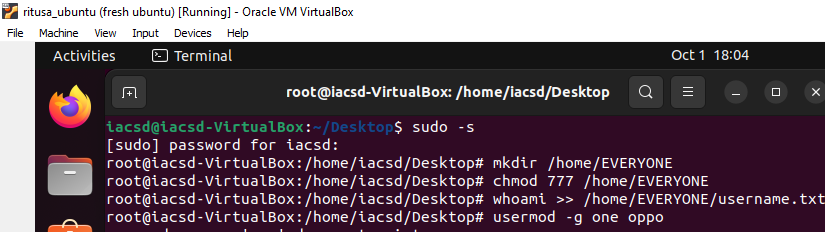 ritusa_ubuntu (fresh ubuntu) [Running] - Oracle VM VirtualBox
File Machine View Input Devices Help
Activities Terminal Oct 1 18:04
root@iacsd-VirtualBox: /home/iacsd/Desktop
iacsd@iacsd-VirtualBox:~/Desktop$ sudo -s
[sudo] password for iacsd:
root@iacsd-VirtualBox:/home/iacsd/Desktop# mkdir /home/EVERYONE
root@iacsd-VirtualBox:/home/iacsd/Desktop# chmod 777 /home/EVERYONE
root@iacsd-VirtualBox:/home/iacsd/Desktop# whoami >> /home/EVERYONE/username.txt
root@iacsd-VirtualBox:/home/iacsd/Desktop# usermod -g one oppo